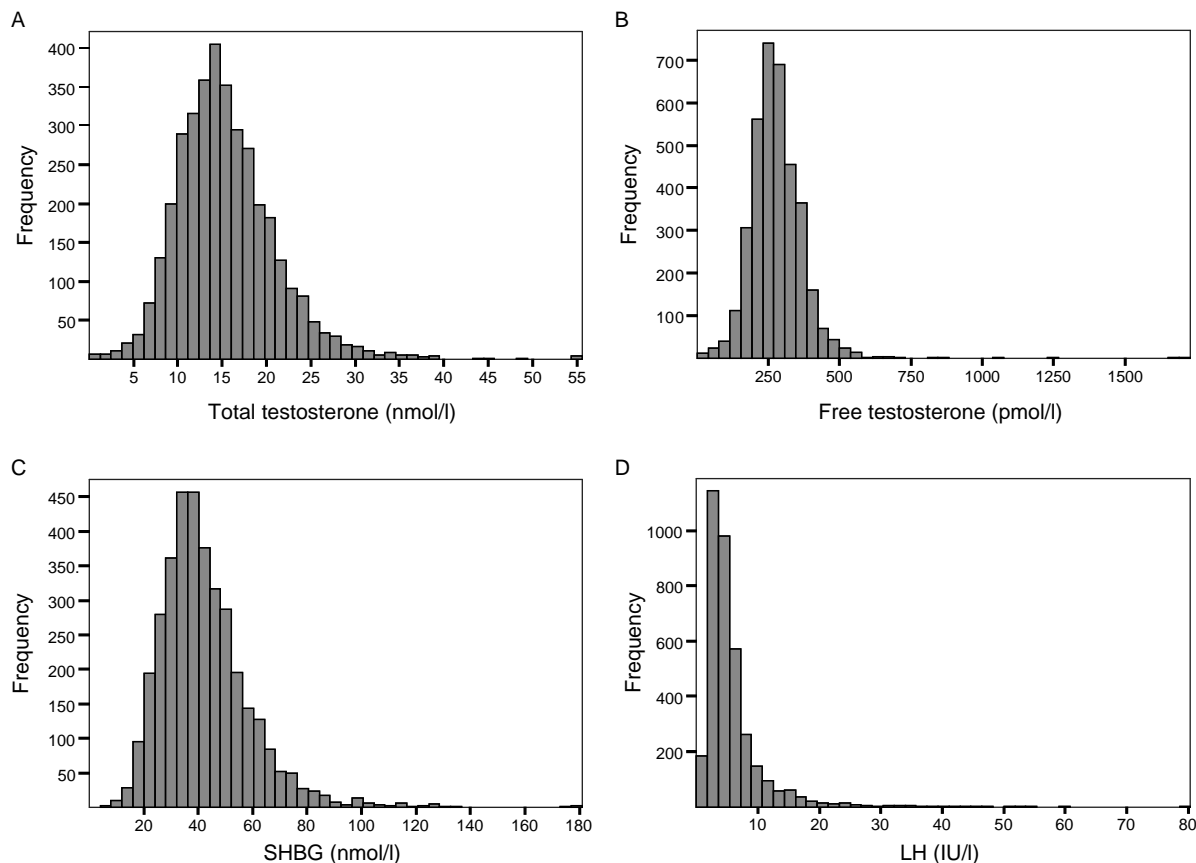 A
Frequency
400
350
300
250
200
150
100
50
5 10 15 20 25 30 35 40 45 50 55
Total testosterone (nmol/l)
B
Frequency
700
600
500
400
300
200
100
250 500 750 1000 1250 1500
Free testosterone (pmol/l)
C
Frequency
450
400
350.
300
250
200
150
100
50
20 40 60 80 100 120 140 160 180
SHBG (nmol/l)
D
Frequency
1000
800
600
400
200
10 20 30 40 50 60 70 80
LH (IU/l)